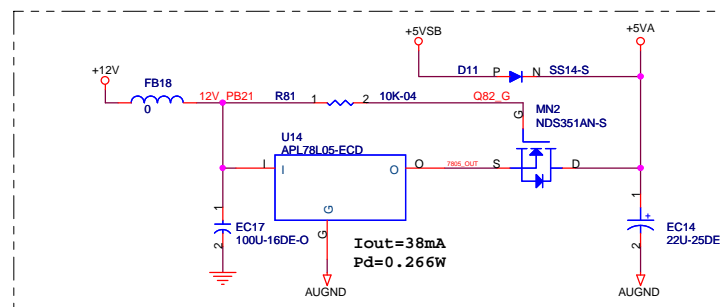 +5VSB
+5VA
+12V
FB18
0
12V_PB21
R81
1
2
10K-04
Q82_G
D11
P
N
SS14-S
MN2
NDS351AN-S
G
U14
APL78L05-ECD
I
I
O
O
7805_OUT
S
D
G
G
1
2
EC17
100U-16DE-O
Iout=38mA
Pd=0.266W
AUGND
1
+
2
EC14
22U-25DE
AUGND